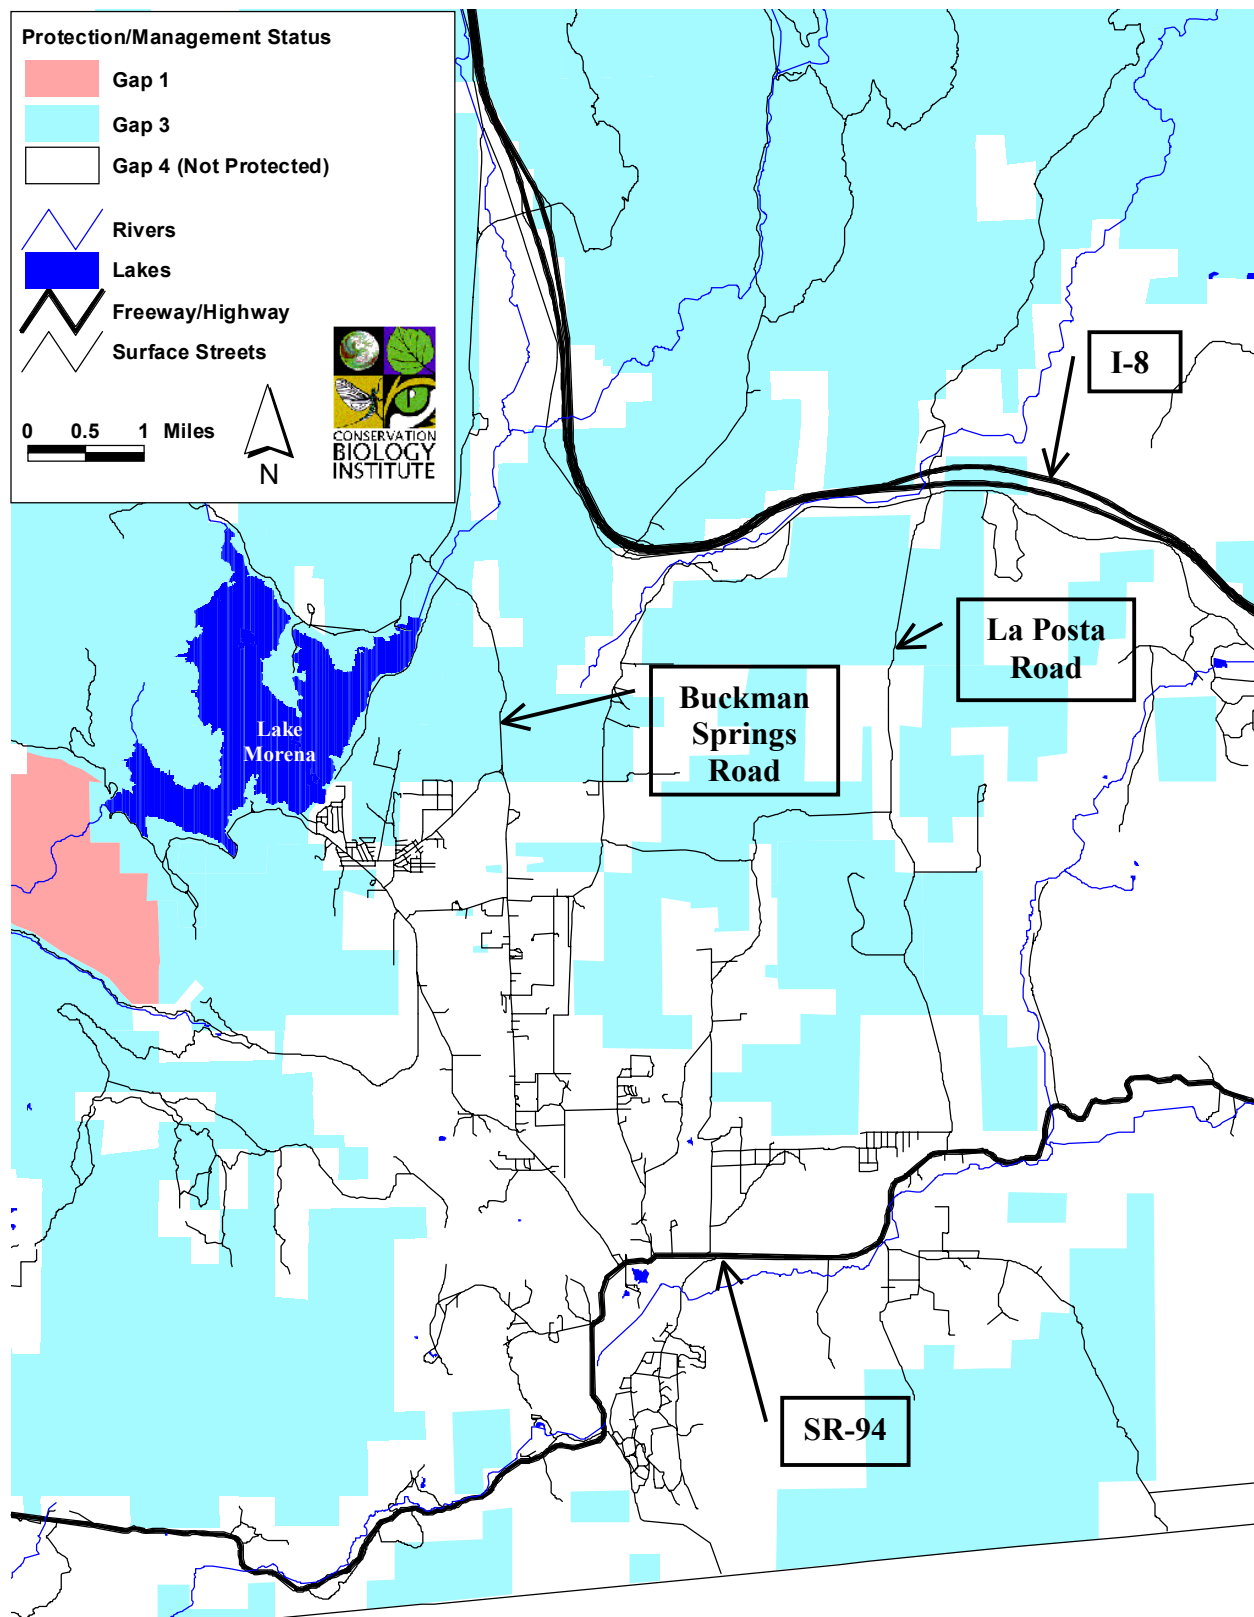 Protection/Management Status
Gap 1
Gap 3
Gap 4 (Not Protected)
Rivers
Lakes
Freeway/Highway
Surface Streets
0 0.5 1 Miles
N
CONSERVATION
BIOLOGY
INSTITUTE
I-8
La Posta
Road
Buckman
Springs
Road
Lake
Morena
SR-94